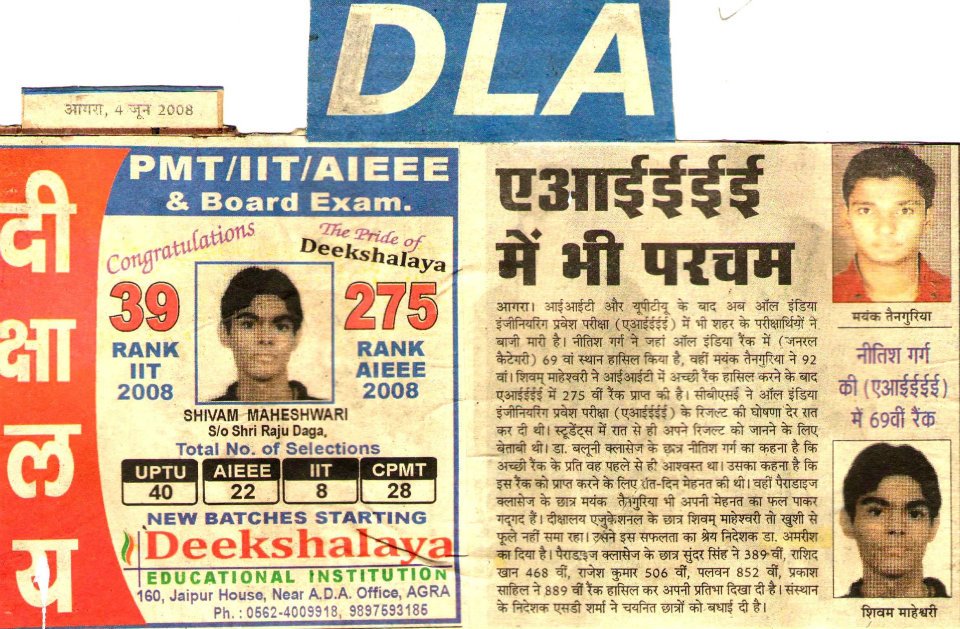 DLA
आगरा, 4 जून 2008
दीक्षालय
PMT/IIT/AIEEE
& Board Exam.
Congratulations
The Pride of
Deekshalaya
39
RANK
IIT
2008
275
RANK
AIEEE
2008
SHIVAM MAHESHWARI
S/o Shri Raju Daga,
Total No. of Selections
UPTU AIEEE IIT CPMT
40 22 8 28
NEW BATCHES STARTING
Deekshalaya
EDUCATIONAL INSTITUTION
160, Jaipur House, Near A.D.A. Office, AGRA
Ph.: 0562-4009918, 9897593185
एआईईईई
में भी परचम
आगरा। आईआईटी और यूपीटीयू के बाद अब ऑल इंडिया
इंजीनियरिंग प्रवेश परीक्षा (एआईईईई) में भी शहर के परीक्षार्थियों ने
बाजी मारी है। नीतिश गर्ग ने जहां ऑल इंडिया रैंक में (जनरल
कैटेमरी) 69 वां स्थान हासिल किया है, वहीं मयंक तैनगुरिया ने 92
वां। शिवम् माहेश्वरी ने आईआईटी में अच्छी रैंक हासिल करने के बाद
एआईईईई में 275 वीं रैंक प्राप्त की है। सीबीएसई ने ऑल इंडिया
इंजीनियरिंग प्रवेश परीक्षा (एआईईईई) के रिजल्ट की घोषणा देर रात
कर दी थी। स्टूडेंट्स में रात से ही अपने रिजल्ट को जानने के लिए
बेताबी थी। डा. बलूनी क्लासेज के छात्र नीतिश गर्ग का कहना है कि
अच्छी रैंक के प्रति वह पहले से ही आश्वस्त था। उसका कहना है कि
इस रैंक को प्राप्त करने के लिए रात-दिन मेहनत की थी। वहीं पैराडाइज
क्लासेज के छात्र मयंक तैनगुरिया भी अपनी मेहनत का फल पाकर
गद्गद हैं। दीक्षालय एजुकेशनल के छात्र शिवम् माहेश्वरी तो खुशी से
फूले नहीं समा रहा। उसने इस सफलता का श्रेय निदेशक डा. अमरीश
का दिया है। पैराडाइज क्लासेज के छात्र सुंदर सिंह ने 389 वीं, राशिद
खान 468 वीं, राजेश कुमार 506 वीं, पलवन 852 वीं, प्रकाश
साहिल ने 889 वीं रैंक हासिल कर अपनी प्रतिभा दिखा दी है। संस्थान
के निदेशक एसडी शर्मा ने चयनित छात्रों को बधाई दी है।
मयंक तैनगुरिया
नीतिश गर्ग
की (एआईईईई)
में 69वीं रैंक
शिवम माहेश्वरी